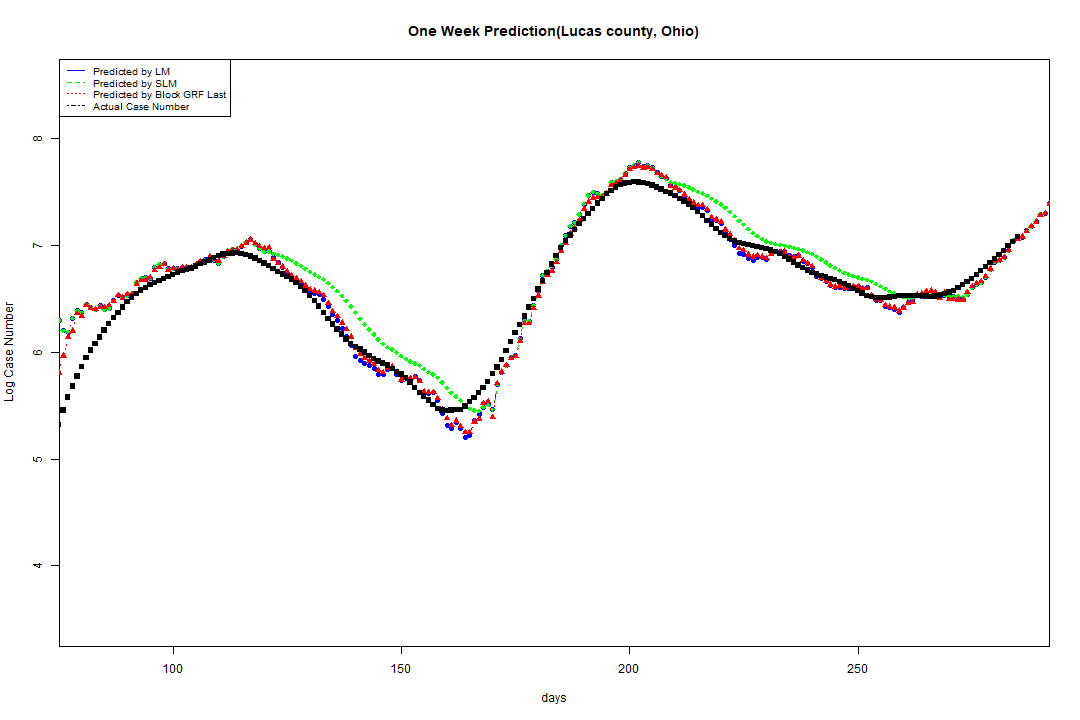 One Week Prediction(Lucas county, Ohio)
Predicted by LM
Predicted by SLM
Predicted by Block GRF Last
Actual Case Number
Log Case Number
8
7
6
5
4
100 150 200 250
days